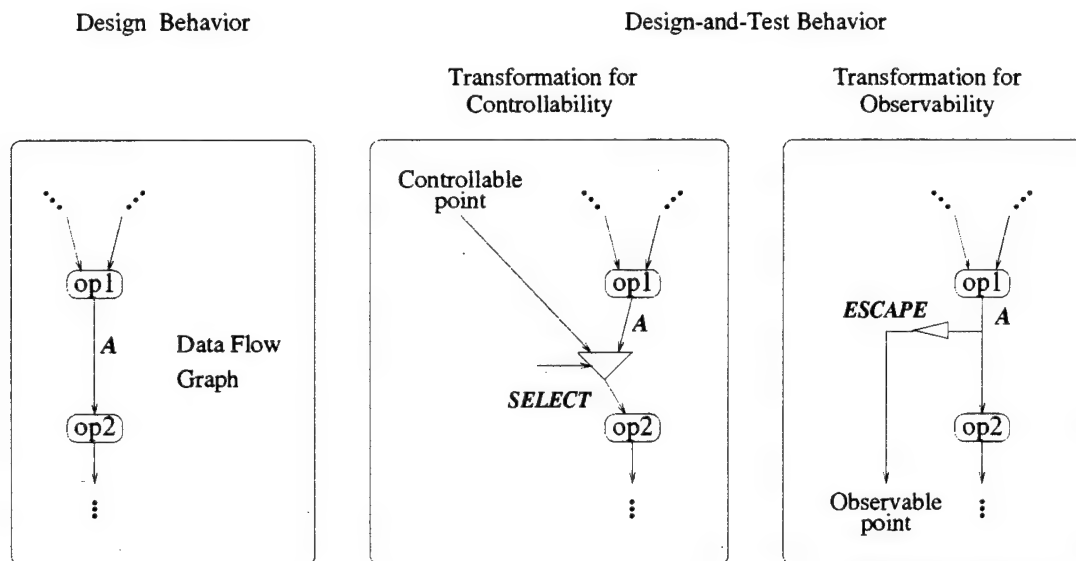 Design Behavior
Design-and-Test Behavior
Transformation for
Controllability
Transformation for
Observability
op1
A
Data Flow
Graph
op2
Controllable
point
op1
A
SELECT
op2
op1
ESCAPE
A
op2
Observable
point